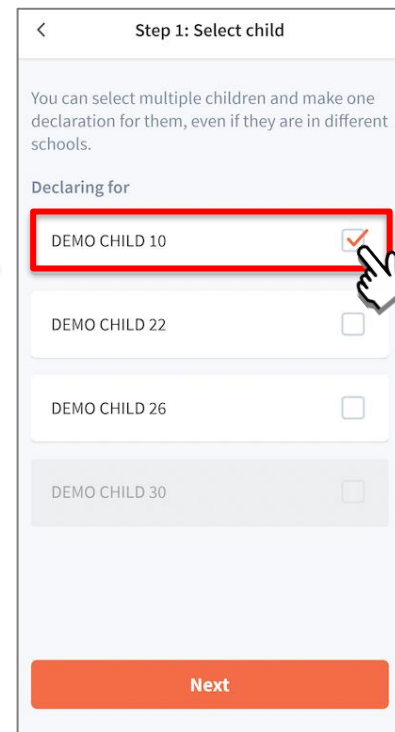 Step 1: Select child
You can select multiple children and make one
declaration for them, even if they are in different
schools.
Declaring for
DEMO CHILD 10
DEMO CHILD 22
DEMO CHILD 26
DEMO CHILD 30
Next